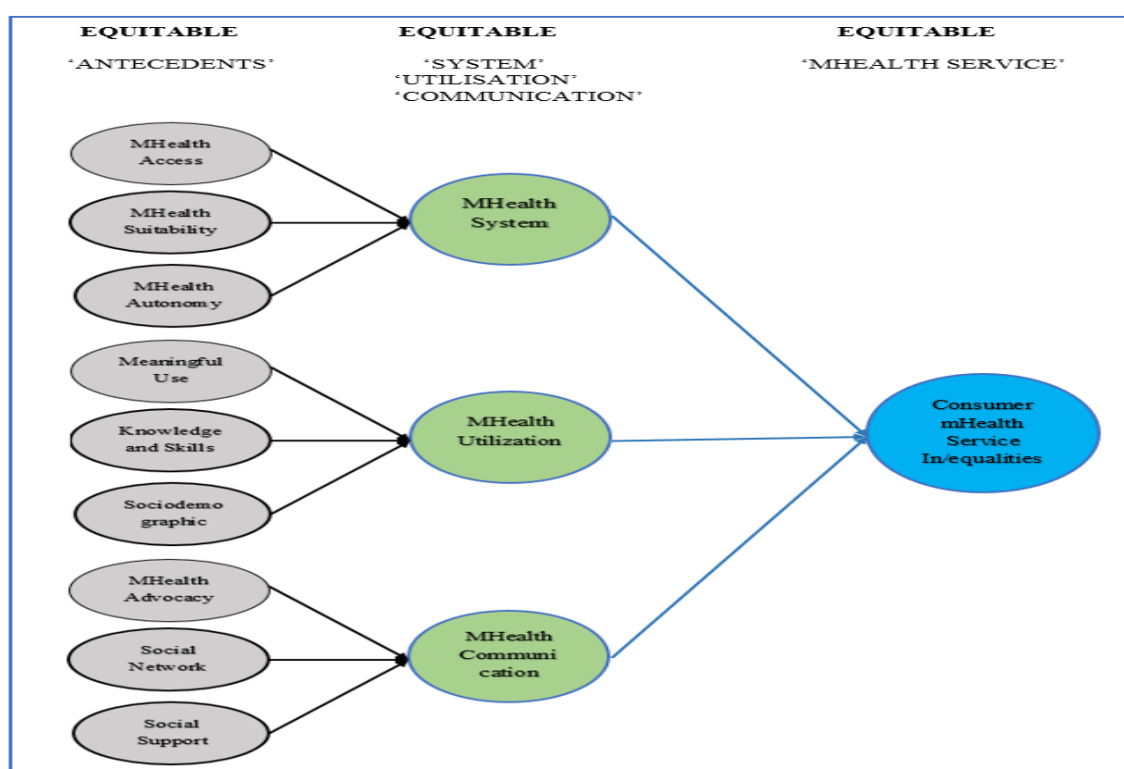 EQUITABLE
'ANTECEDENTS'
EQUITABLE
'SYSTEM'
'UTILISATION'
'COMMUNICATION'
EQUITABLE
'MHEALTH SERVICE'
MHealth
Access
MHealth
Suitability
MHealth
Autonomy
Meaningful
Use
Knowledge
and Skills
Sociodemo
graphic
MHealth
Advocacy
Social
Network
Social
Support
MHealth
System
MHealth
Utilization
MHealth
Communi
cation
Consumer
mHealth
Service
In/equalities